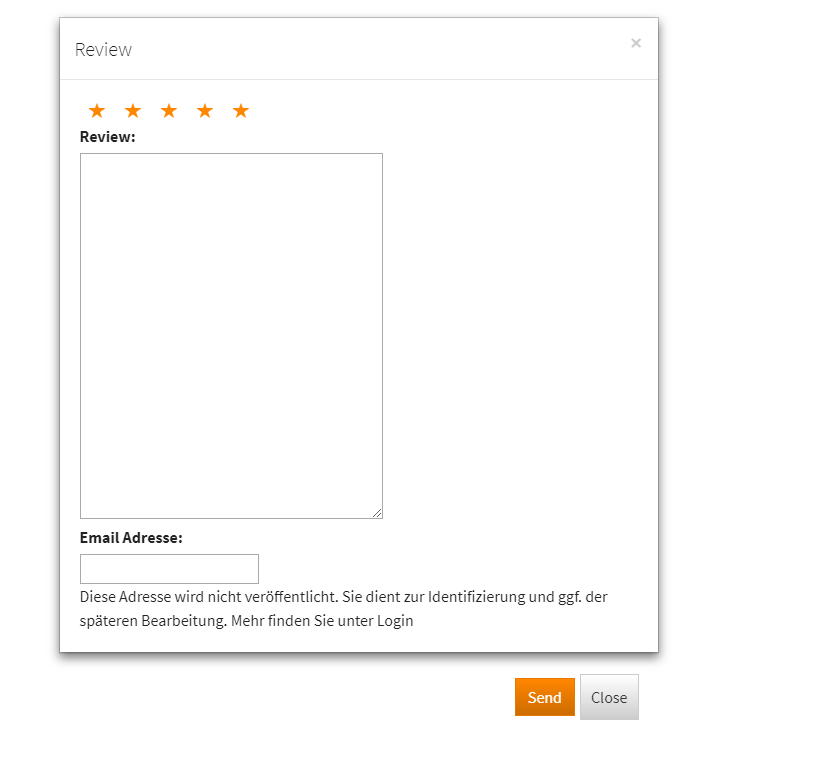 Review
×
★ ★ ★ ★ ★
Review:
Email Adresse:
Diese Adresse wird nicht veröffentlicht. Sie dient zur Identifizierung und ggf. der
späteren Bearbeitung. Mehr finden Sie unter Login
Send Close